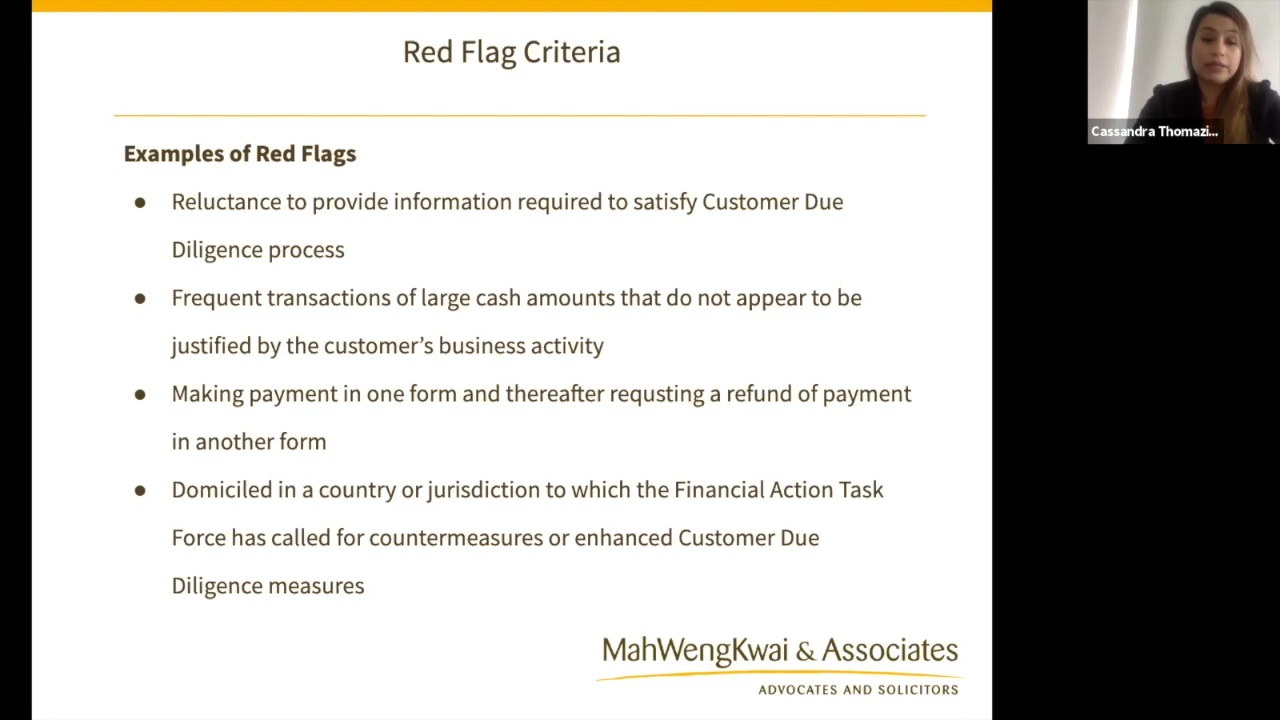 Red Flag Criteria
Cassandra Thomazi...
Examples of Red Flags
● Reluctance to provide information required to satisfy Customer Due
Diligence process
● Frequent transactions of large cash amounts that do not appear to be
justified by the customer’s business activity
● Making payment in one form and thereafter requsting a refund of payment
in another form
● Domiciled in a country or jurisdiction to which the Financial Action Task
Force has called for countermeasures or enhanced Customer Due
Diligence measures
MahWengKwai & Associates
ADVOCATES AND SOLICITORS